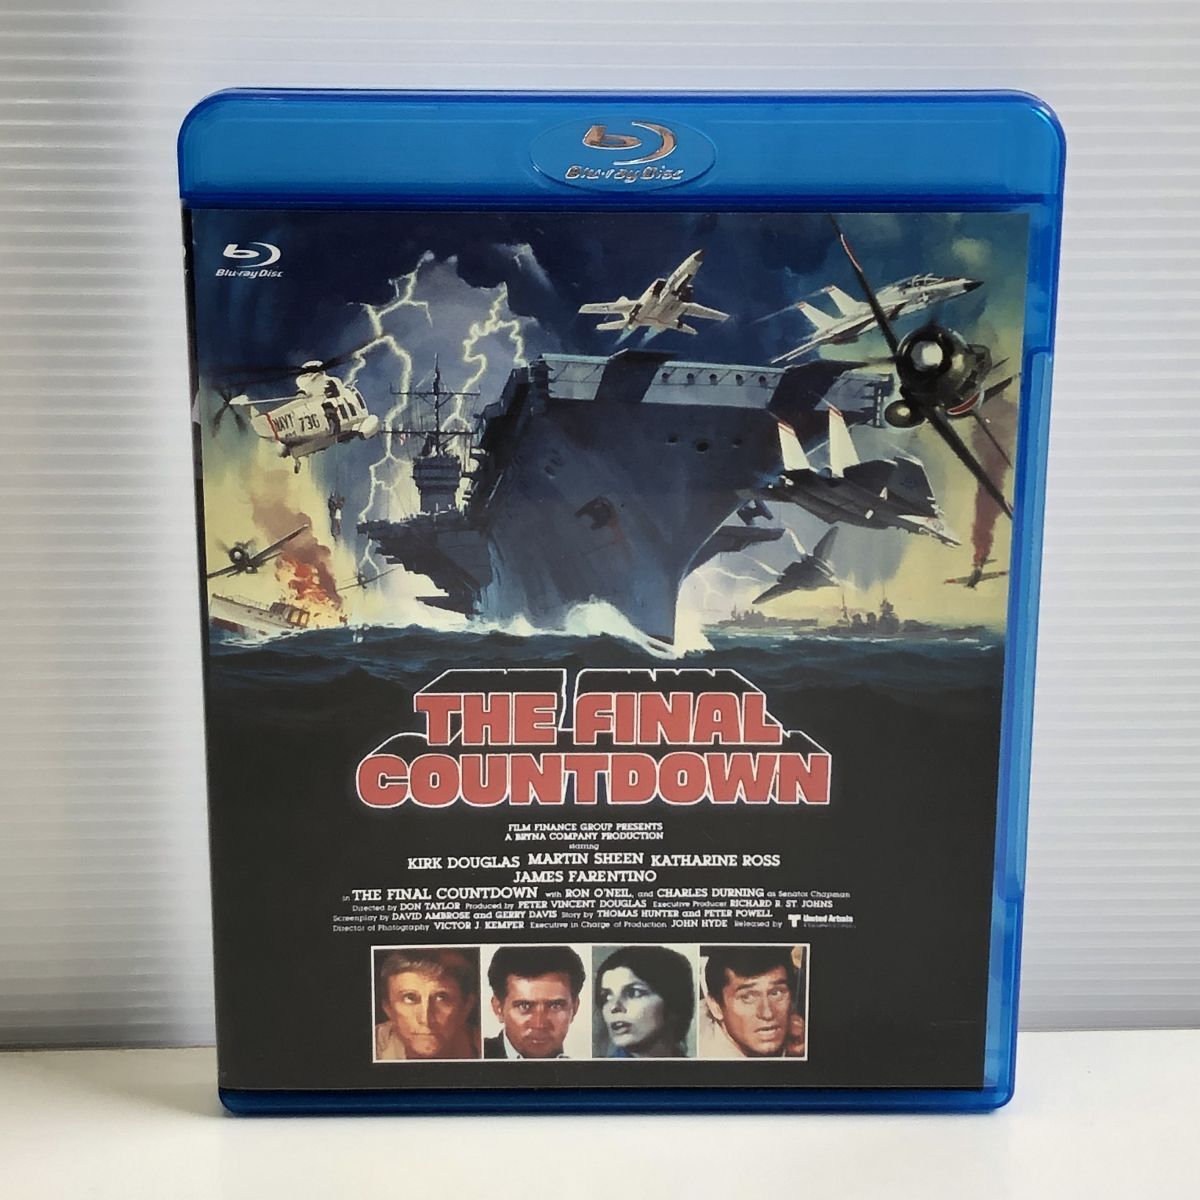 Blu-ray Disc
Blu-ray Disc
NAVY
736
THE FINAL
COUNTDOWN
FILM FINANCE GROUP PRESENTS
A BRYNA COMPANY PRODUCTION
starring
KIRK DOUGLAS MARTIN SHEEN KATHARINE ROSS
JAMES FARENTINO
in THE FINAL COUNTDOWN with RON O'NEIL, and CHARLES DURNING as Senator Chapman
Directed by DON TAYLOR Produced by PETER VINCENT DOUGLAS Executive Producer RICHARD R. ST. JOHNS
Screenplay by DAVID AMBROSE and GERRY DAVIS Story by THOMAS HUNTER and PETER POWELL
Director of Photography VICTOR J. KEMPER Executive in Charge of Production JOHN HYDE Released by T United Artists